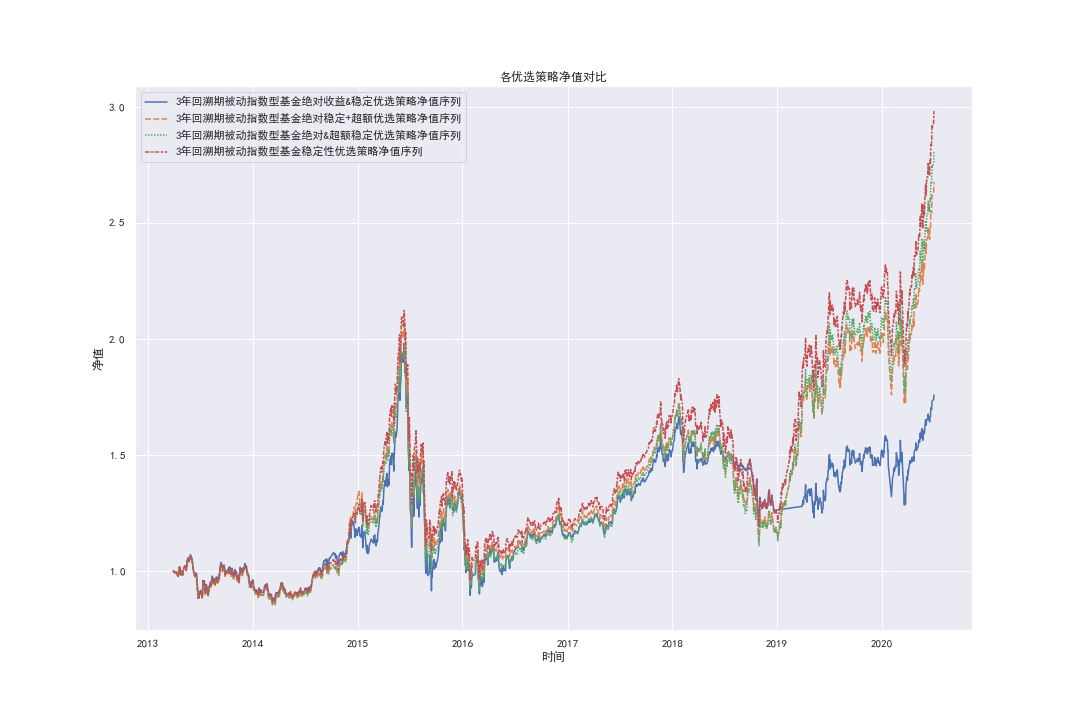 各优选策略净值对比
3年回溯期被动指数型基金绝对收益&稳定优选策略净值序列
3年回溯期被动指数型基金绝对稳定+超额优选策略净值序列
3年回溯期被动指数型基金绝对&超额稳定优选策略净值序列
3年回溯期被动指数型基金稳定性优选策略净值序列
3.0
2.5
2.0
1.5
1.0
净值
2013 2014 2015 2016 2017 2018 2019 2020
时间